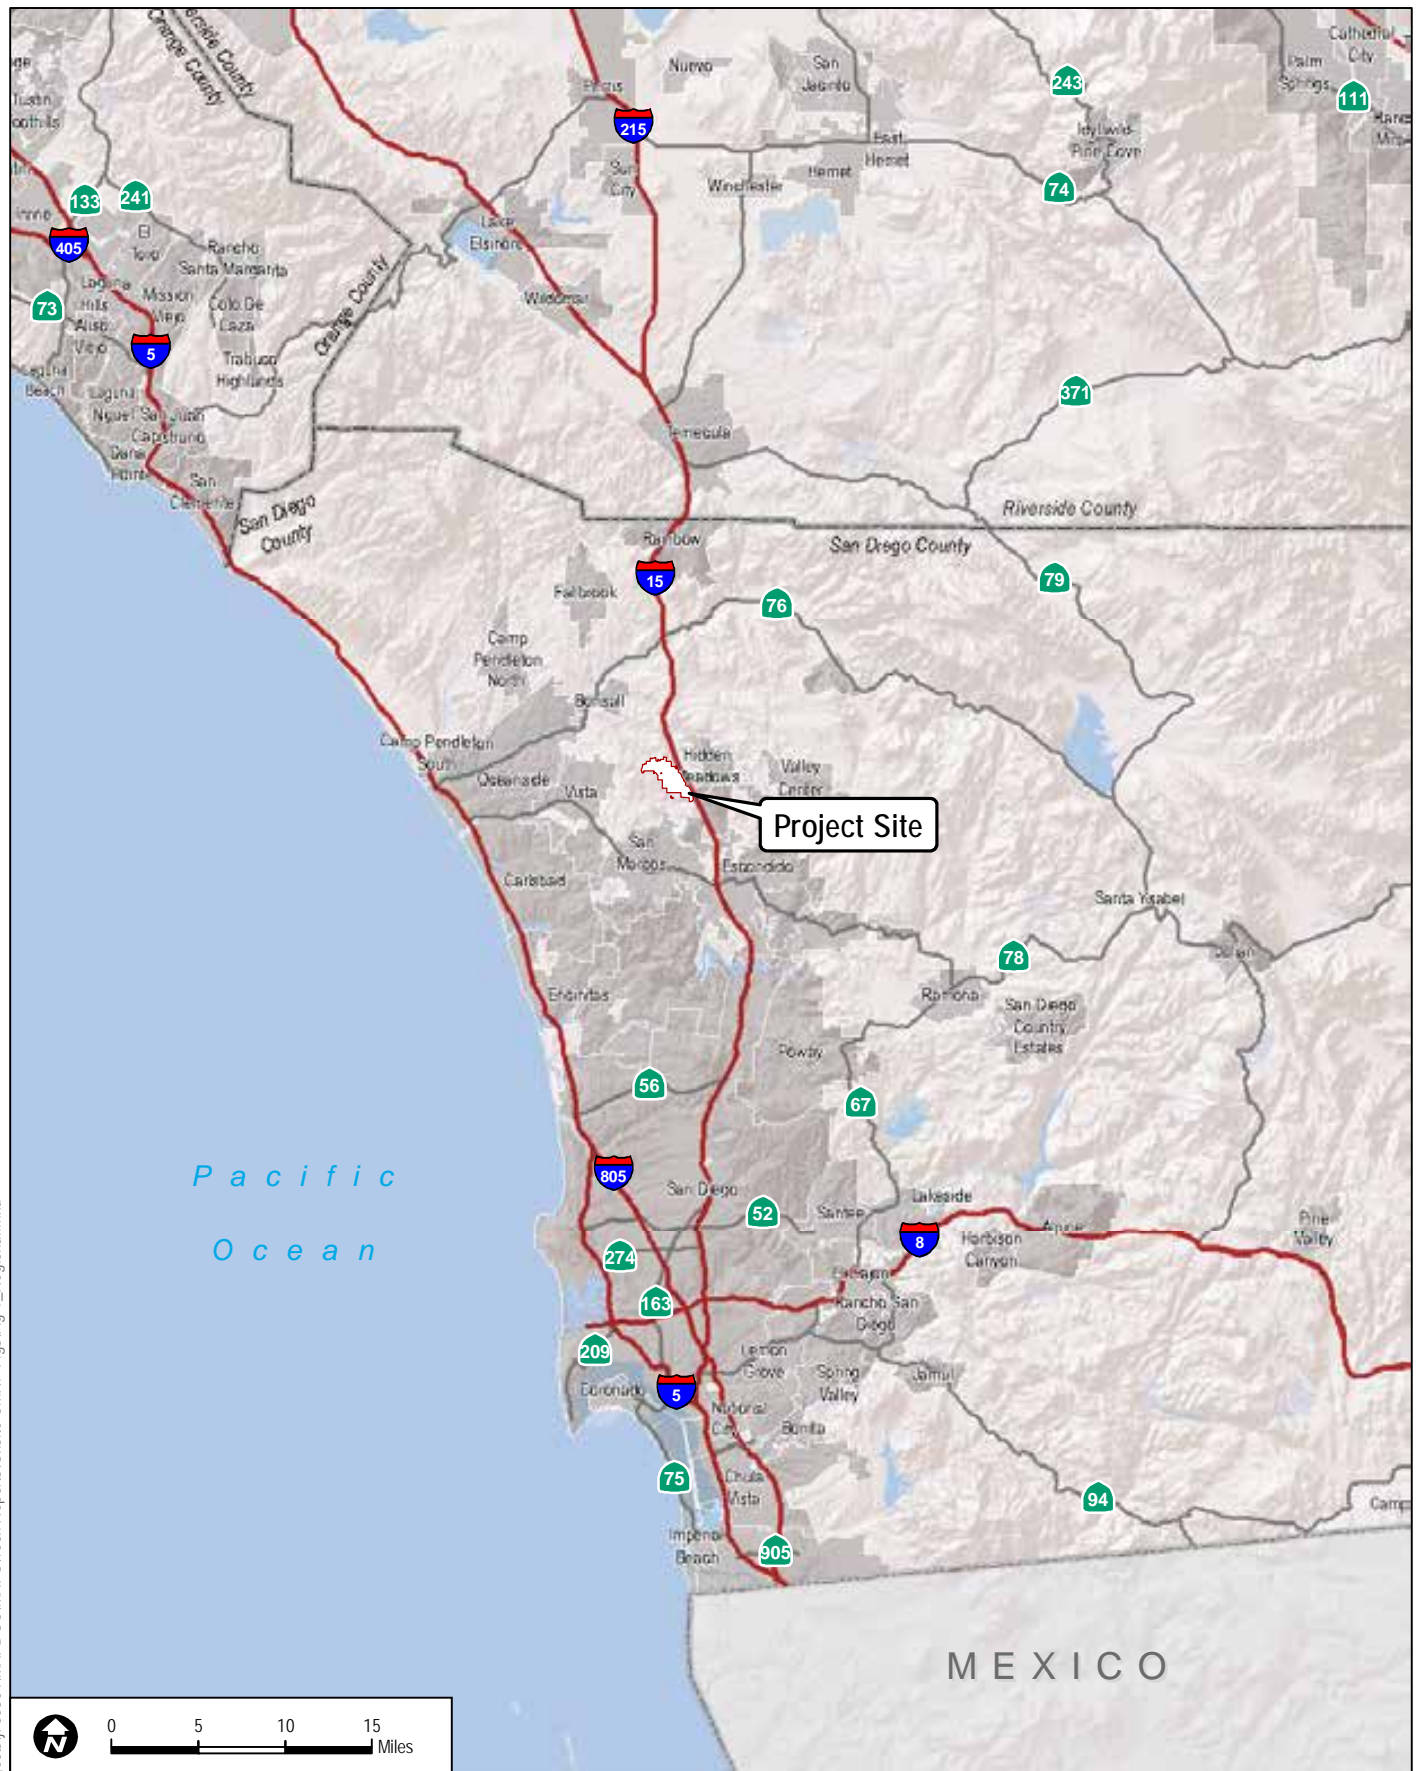 Riverside County
Orange County
Cathedral
City
Palm
Springs
111
Nuevo
San
Jacinto
243
Perris
215
Idyllwild-
Pine Cove
East
Hemet
Hemet
Sun
City
Winchester
74
Tustin
133
241
405
El
Toro
Rancho
Santa Margarita
Lake
Elsinore
Laguna
Hills
Mission
Viejo
Coto De
Caza
Wildomar
73
Aliso
Viejo
5
Orange County
Trabuco
Highlands
Laguna
Beach
Laguna
Niguel
San Juan
Capistrano
Dana
Point
San
Clemente
371
Temecula
San Diego
County
Riverside County
San Diego County
Rainbow
15
Fallbrook
76
79
Camp
Pendleton
North
Bonsall
Camp Pendleton
South
Oceanside
Vista
Hidden
Meadows
Valley
Center
Project Site
San
Marcos
Escondido
Carlsbad
Santa Ysabel
78
Julian
Encinitas
Ramona
San Diego
Country
Estates
Poway
56
67
Pacific
Ocean
805
San Diego
52
Santee
Lakeside
8
Harbison
Canyon
Alpine
Pine
Valley
274
El Cajon
163
Rancho San
Diego
209
Lemon
Grove
Spring
Valley
Jamul
Coronado
5
National
City
Bonita
75
Chula
Vista
94
Imperial
Beach
905
MEXICO
N
0 5 10 15
Miles